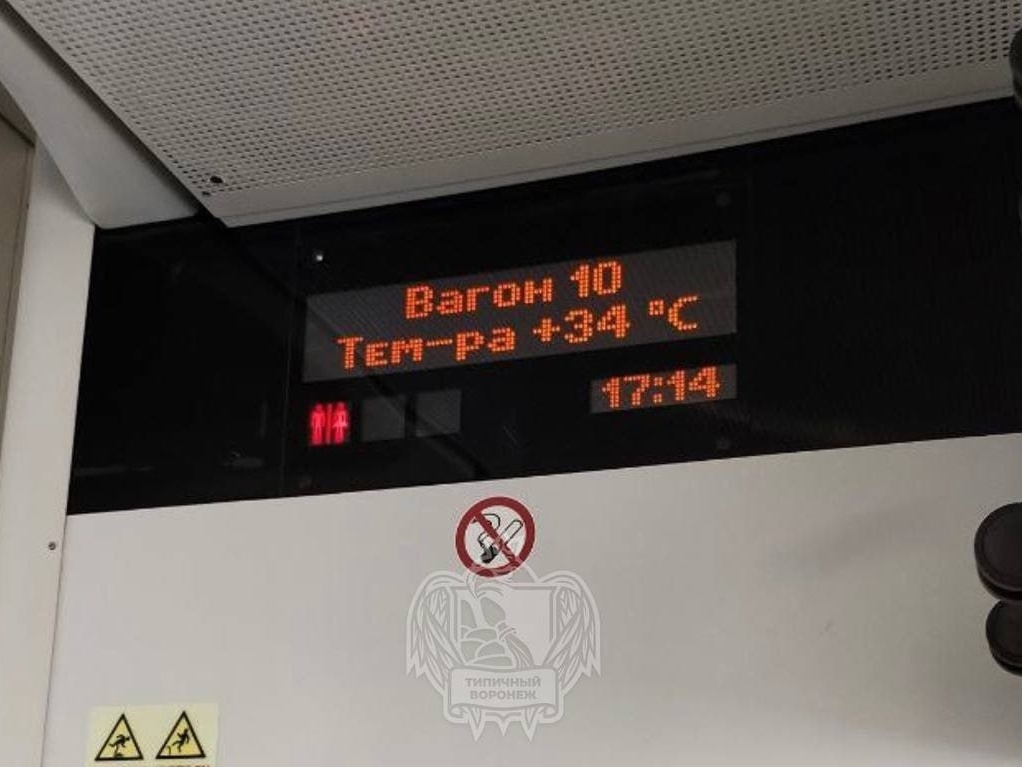 Вагон 10
Тем-ра +34 °С
17:14
ТИПИЧНЫЙ
ВОРОНЕЖ